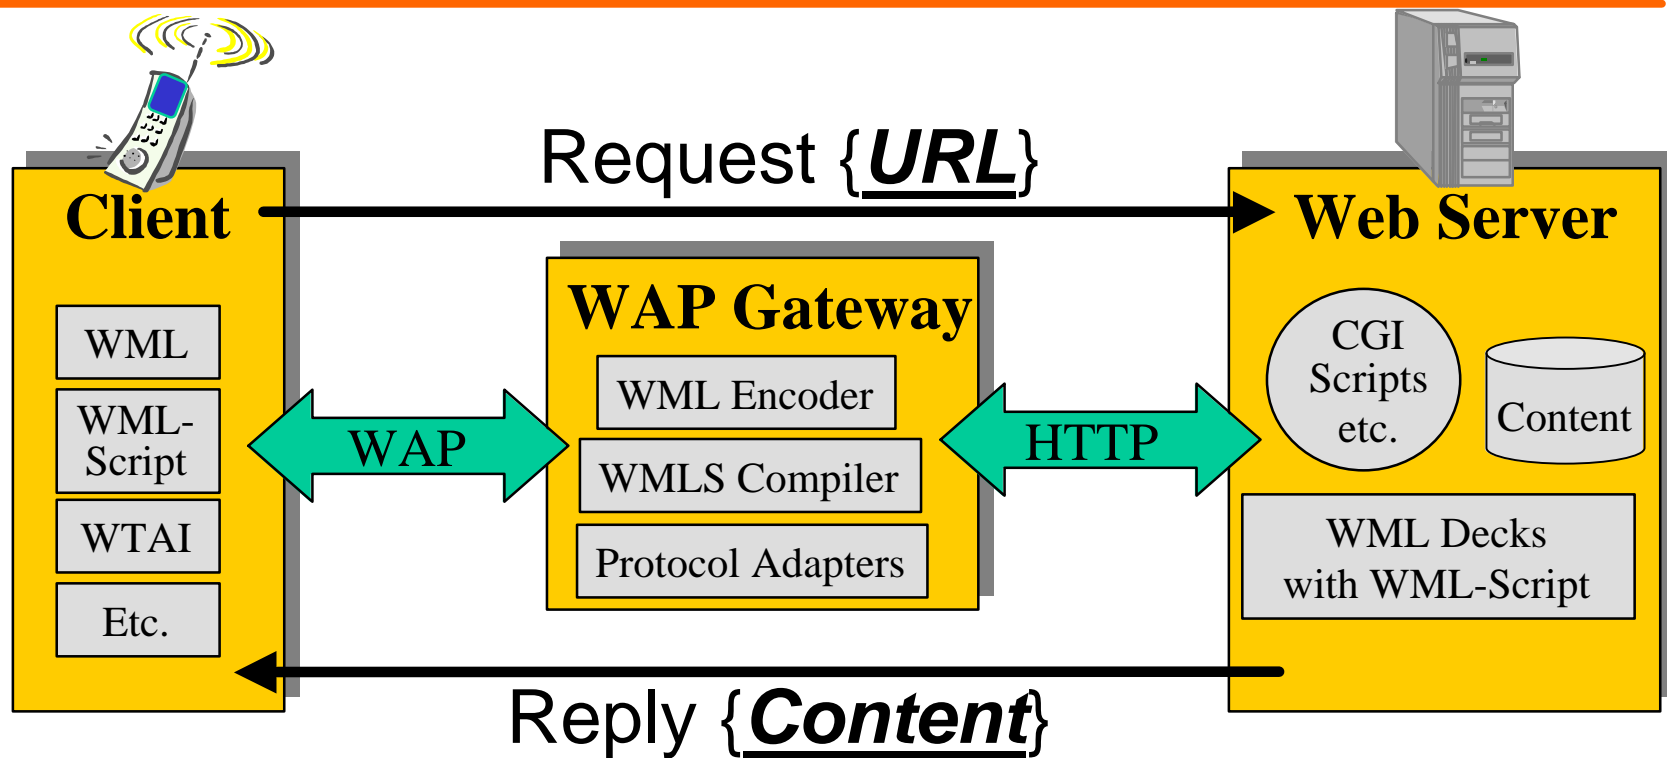 Request {URL}
Client
WML
WML-
Script
WTAI
Etc.
WAP
WAP Gateway
WML Encoder
WMLS Compiler
Protocol Adapters
HTTP
Web Server
CGI
Scripts
etc.
Content
WML Decks
with WML-Script
Reply {Content}